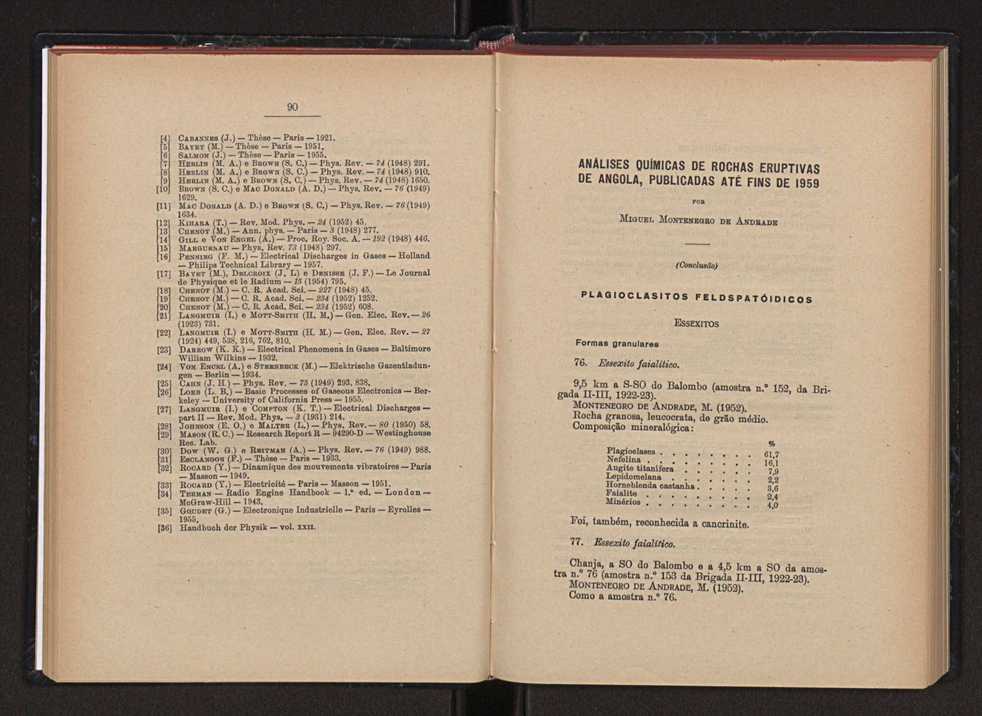 90
[4] CABANNES (J.) — Thèse — Paris — 1921.
[5] BAYET (M.) — Thèse — Paris — 1951.
[6] SALMON (J.) — Thèse — Paris — 1955.
[7] HERLIN (M. A.) e BROWN (S. C.) — Phys. Rev. — 74 (1948) 291.
[8] HERLIN (M. A.) e BROWN (S. C.) — Phys. Rev. — 74 (1948) 910.
[9] HERLIN (M. A.) e BROWN (S. C.) — Phys. Rev. — 74 (1948) 1650.
[10] BROWN (S. C.) e MAC DONALD (A. D.) — Phys. Rev. — 76 (1949)
1629.
[11] MAC DONALD (A. D.) e BROWN (S. C.) — Phys. Rev. — 76 (1949)
1634.
[12] KIHARA (T.) — Rev. Mod. Phys. — 24 (1952) 45.
[13] CHENOT (M.) — Ann. phys. — Paris — 3 (1948) 277.
[14] GILL e VON ENGEL (A.) — Proc. Roy. Soc. A. — 192 (1948) 446.
[15] MARGUENAU — Phys. Rev. 73 (1948) 297.
[16] PENNING (F. M.) — Electrical Discharges in Gases — Holland
— Philips Technical Library — 1957.
[17] BAYET (M.), DELCROIX (J. L) e DENISSE (J. F.) — Le Journal
de Physique et le Radium — 15 (1954) 795.
[18] CHENOT (M.) — C. R. Acad. Sci. — 227 (1948) 45.
[19] CHENOT (M.) — C. R. Acad. Sci. — 234 (1952) 1252.
[20] CHENOT (M.) — C. R. Acad. Sci. — 234 (1952) 608.
[21] LANGMUIR (I.) e MOTT-SMITH (H. M.) — Gen. Elec. Rev. — 26
(1923) 731.
[22] LANGMUIR (I.) e MOTT-SMITH (H. M.) — Gen. Elec. Rev. — 27
(1924) 449, 538, 216, 762, 810.
[23] DARROW (K. K.) — Electrical Phenomena in Gases — Baltimore
William Wilkins — 1932.
[24] VON ENGEL (A.) e STEENBECK (M.) — Elektrische Gazentladun-
gen — Berlin — 1934.
[25] CAHN (J. H.) — Phys. Rev. — 75 (1949) 293, 838.
[26] LOEB (L. B.) — Basic Processes of Gaseous Electronics — Ber-
keley — University of California Press — 1955.
[27] LANGMUIR (I.) e COMPTON (K. T.) — Electrical Discharges —
part II — Rev. Mod. Phys. — 2 (1931) 214.
[28] JOHNSON (E. O.) e MALTER (L.) — Phys. Rev. — 80 (1950) 58.
[29] MASON (R. C.) — Research Report R — 94290-D — Westinghouse
Res. Lab.
[30] DOW (W. G.) e REITMAN (A.) — Phys. Rev. — 76 (1949) 988.
[31] ESCLANGON (F.) — Thèse — Paris — 1933.
[32] ROCARD (Y.) — Dinamique des mouvements vibratoires — Paris
— Masson — 1949.
[33] ROCARD (Y.) — Electricité — Paris — Masson — 1951.
[34] TERMAN — Radio Engine Handbook — 1.ª ed. — London —
McGraw-Hill — 1943.
[35] GOUDET (G.) — Electronique Industrielle — Paris — Eyrolles —
1955.
[36] Handbuch der Physik — vol. XXII.
ANÁLISES QUÍMICAS DE ROCHAS ERUPTIVAS
DE ANGOLA, PUBLICADAS ATÉ FINS DE 1959
POR
MIGUEL MONTENEGRO DE ANDRADE
(Conclusão)
PLAGIOCLASITOS FELDSPATÓIDICOS
ESSEXITOS
Formas granulares
76. Essexito faialítico.
9,5 km a S-SO do Balombo (amostra n.º 152, da Bri-
gada II-III, 1922-23).
MONTENEGRO DE ANDRADE, M. (1952).
Rocha granosa, leucocrata, de grão médio.
Composição mineralógica:
%
Plagioclases . . . . . . . . 61,7
Nefelina . . . . . . . . . 16,1
Augite titanífera . . . . . . 7,9
Lepidomelana . . . . . . . 2,2
Horneblenda castanha . . . . . 3,6
Faialite . . . . . . . . . 2,4
Minérios . . . . . . . . . 4,0
Foi, também, reconhecida a cancrinite.
77. Essexito faialítico.
Chanja, a SO do Balombo e a 4,5 km a SO da amos-
tra n.º 76 (amostra n.º 153 da Brigada II-III, 1922-23).
MONTENEGRO DE ANDRADE, M. (1952).
Como a amostra n.º 76.